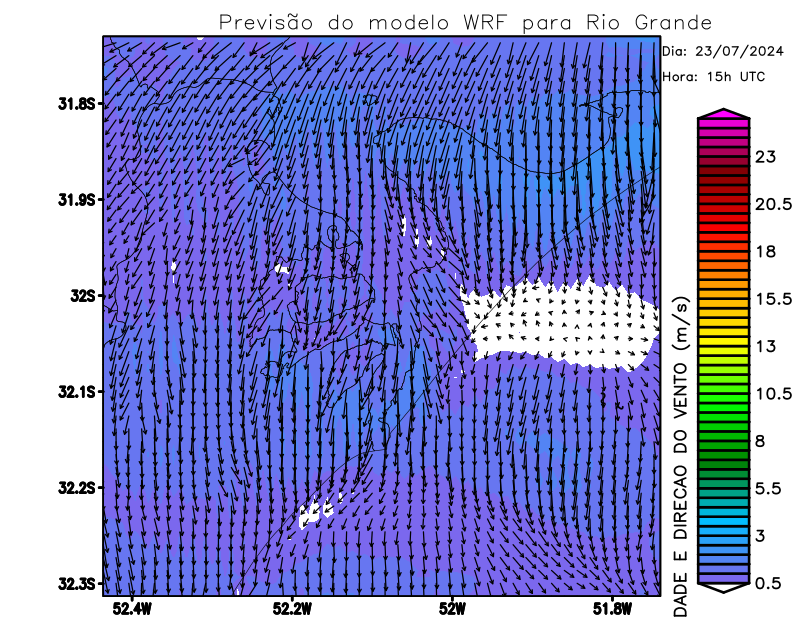 Previsão do modelo WRF para Rio Grande
Dia: 23/07/2024
Hora: 15h UTC
31.8S
31.9S
32S
32.1S
32.2S
32.3S
52.4W
52.2W
52W
51.8W
23
20.5
18
15.5
13
10.5
8
5.5
3
0.5
DADE E DIRECAO DO VENTO (m/s)